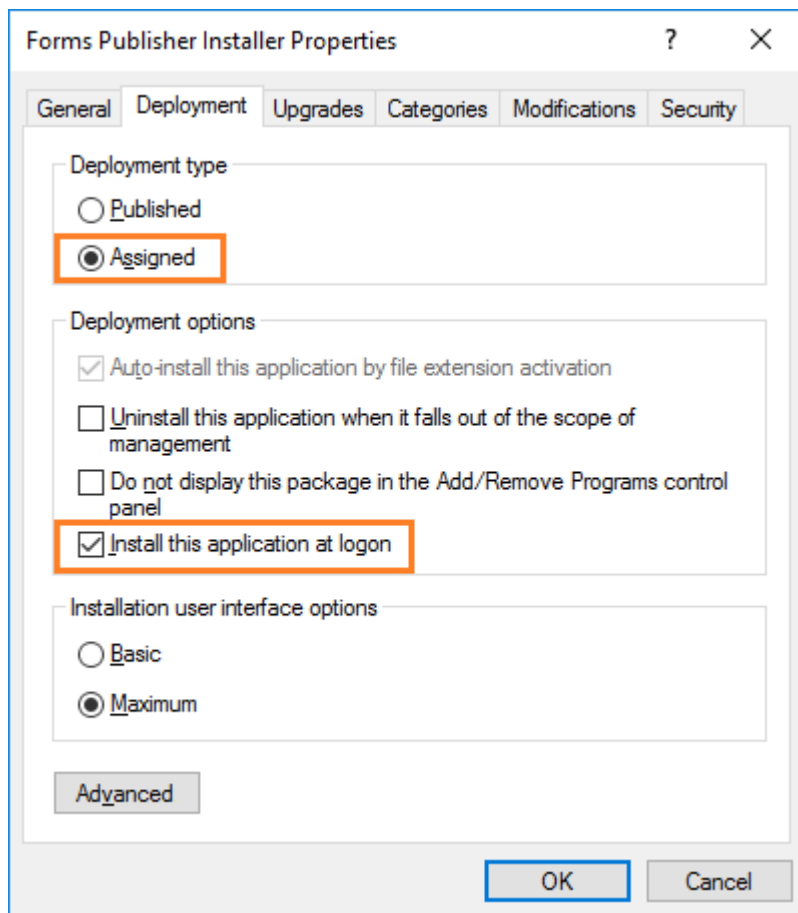 Forms Publisher Installer Properties
?
General
Deployment
Upgrades
Categories
Modifications
Security
Deployment type
Published
Assigned
Deployment options
Auto-install this application by file extension activation
Uninstall this application when it falls out of the scope of
management
Do not display this package in the Add/Remove Programs control
panel
Install this application at logon
Installation user interface options
Basic
Maximum
Advanced
OK
Cancel